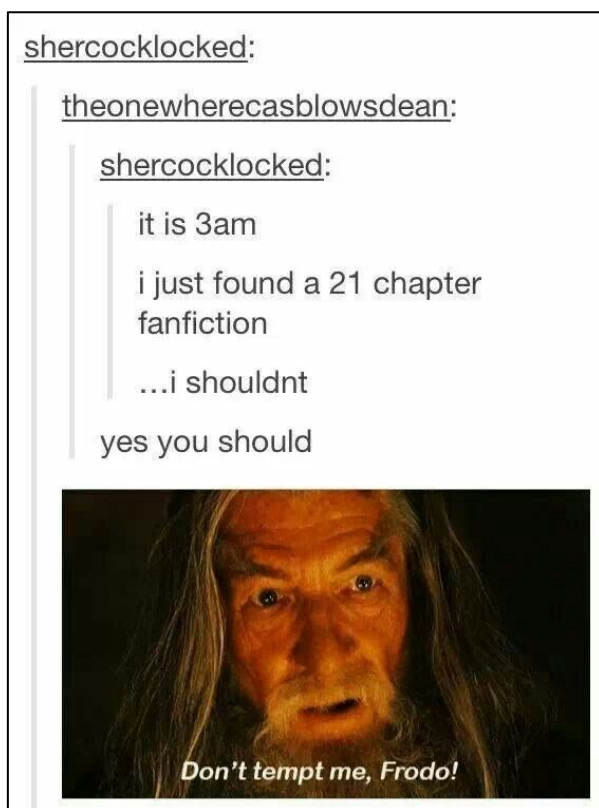 shercocklocked:
theonewherecasblowsdean:
shercocklocked:
it is 3am
i just found a 21 chapter
fanfiction
...i shouldnt
yes you should
Don't tempt me, Frodo!